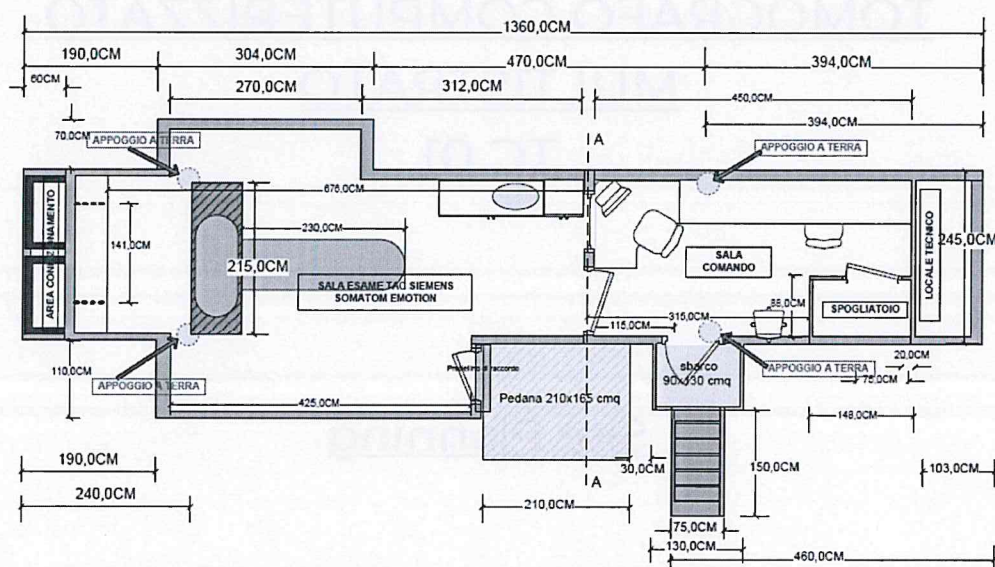 1360,0CM
190,0CM
304,0CM
470,0CM
394,0CM
60CM
270,0CM
312,0CM
450,0CM
394,0CM
70,0CM
APPOGGIO A TERRA
A
APPOGGIO A TERRA
676,0CM
AREA CONDIZIONAMENTO
141,0CM
230,0CM
215,0CM
SALA ESAME TAC SIEMENS
SOMATOM EMOTION
SALA
COMANDO
LOCALE TECNICO
245,0CM
SPOGLIATOIO
315,0CM
115,0CM
110,0CM
APPOGGIO A TERRA
raccordo
sbarco
90x130 cmq
APPOGGIO A TERRA
20,0CM
75,0CM
Pedana 210x165 cmq
425,0CM
148,0CM
190,0CM
30,0CM
150,0CM
103,0CM
240,0CM
210,0CM
A
75,0CM
130,0CM
460,0CM